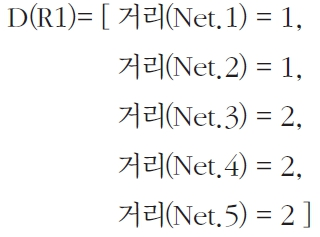 D(R1)= [ 거리(Net.1) = 1,
거리(Net.2) = 1,
거리(Net.3) = 2,
거리(Net.4) = 2,
거리(Net.5) = 2 ]